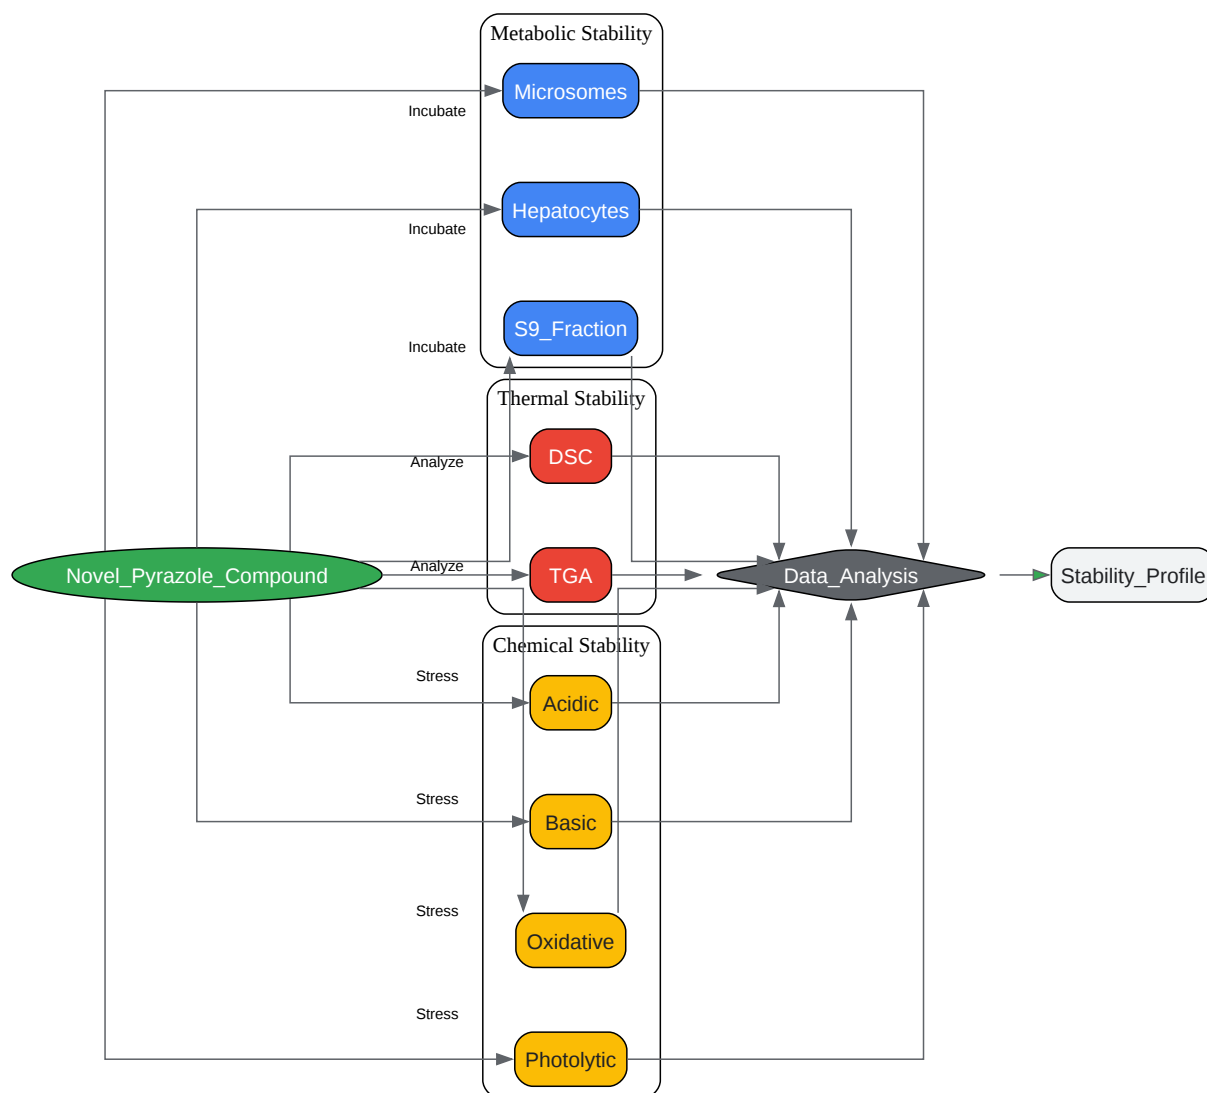 Metabolic Stability
Microsomes
Incubate
Hepatocytes
Incubate
S9_Fraction
Incubate
Thermal Stability
DSC
Analyze
Analyze
TGA
Novel_Pyrazole_Compound
Data_Analysis
Stability_Profile
Chemical Stability
Stress
Acidic
Stress
Basic
Stress
Oxidative
Stress
Photolytic